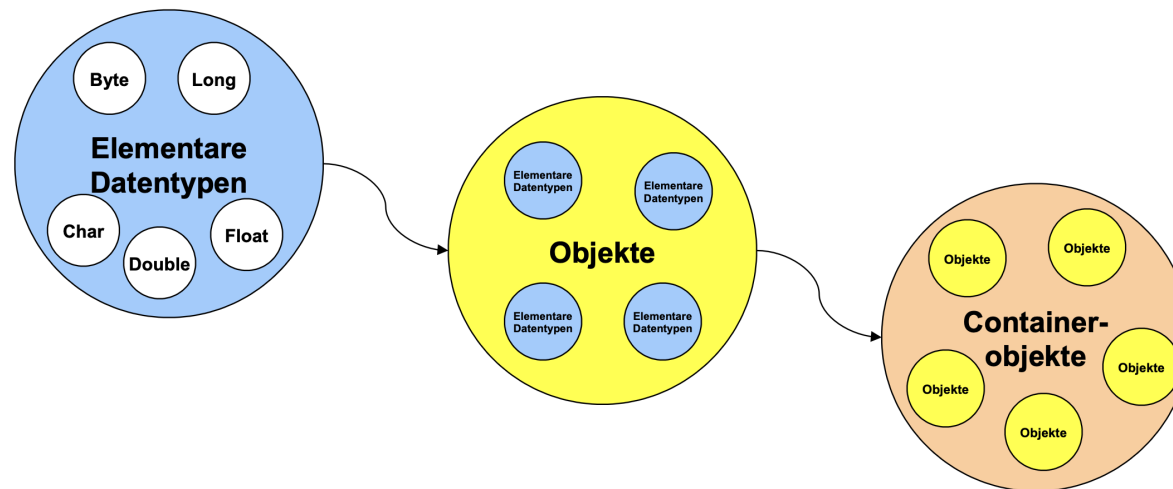 Byte
Long
Elementare
Datentypen
Char
Double
Float
Elementare
Datentypen
Elementare
Datentypen
Objekte
Elementare
Datentypen
Elementare
Datentypen
Objekte
Objekte
Container-
objekte
Objekte
Objekte
Objekte